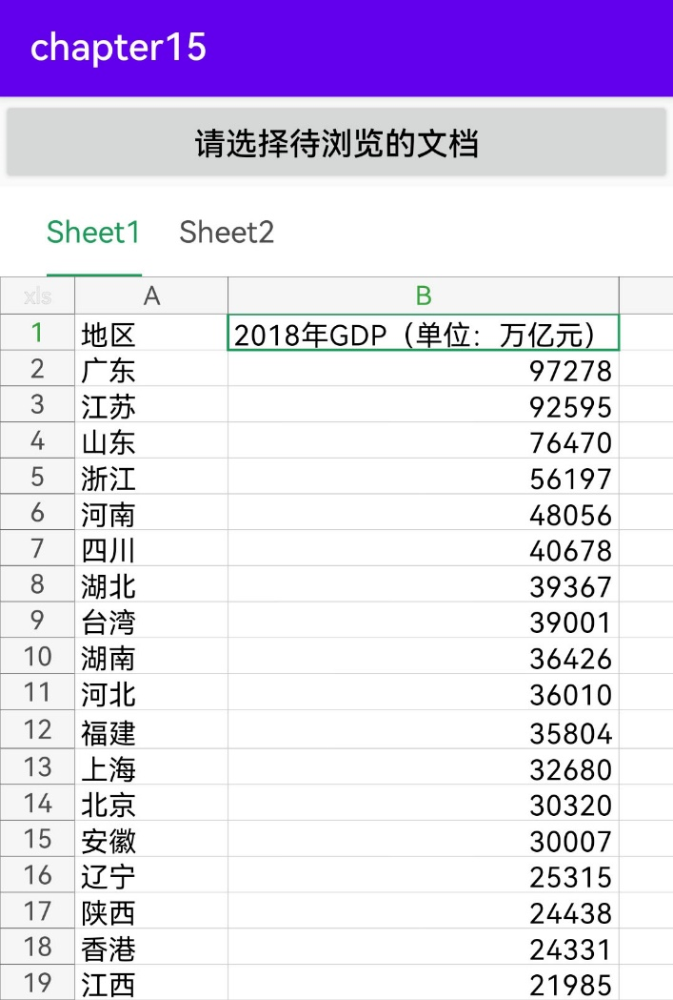 chapter15
请选择待浏览的文档
Sheet1 Sheet2
xls A B
1 地区 2018年GDP（单位：万亿元）
2 广东 97278
3 江苏 92595
4 山东 76470
5 浙江 56197
6 河南 48056
7 四川 40678
8 湖北 39367
9 台湾 39001
10 湖南 36426
11 河北 36010
12 福建 35804
13 上海 32680
14 北京 30320
15 安徽 30007
16 辽宁 25315
17 陕西 24438
18 香港 24331
19 江西 21985